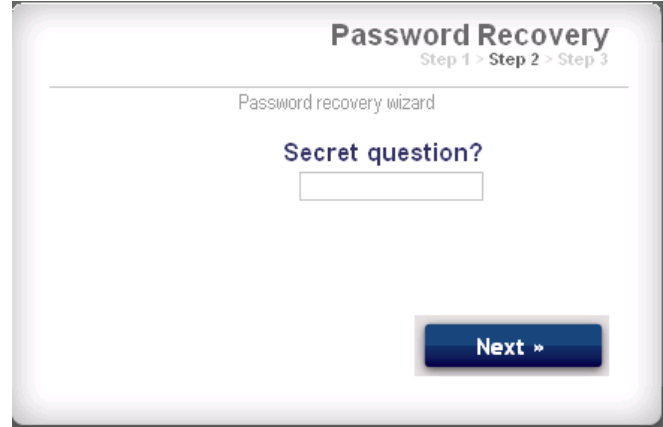 Password Recovery
Step 1 > Step 2 > Step 3
Password recovery wizard
Secret question?
Next »